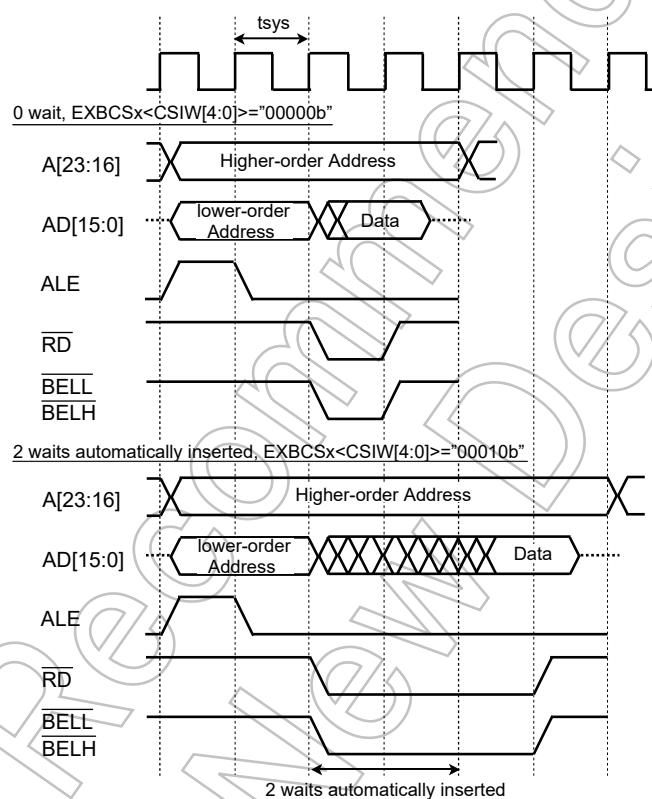 tsys
0 wait, EXBCSx<CSIW[4:0]>="00000b"
A[23:16]
Higher-order Address
AD[15:0]
lower-order
Address
Data
ALE
RD
BELL
BELH
2 waits automatically inserted, EXBCSx<CSIW[4:0]>="00010b"
A[23:16]
Higher-order Address
AD[15:0]
lower-order
Address
Data
ALE
RD
BELL
BELH
2 waits automatically inserted